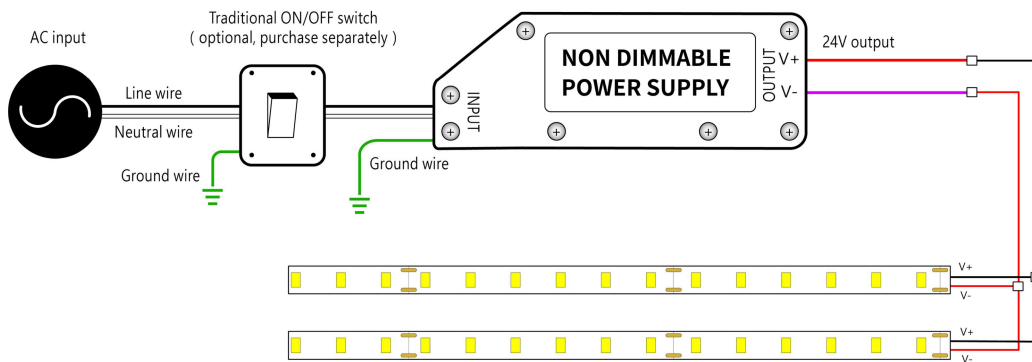 Traditional ON/OFF switch
( optional, purchase separately )
AC input
Line wire
Neutral wire
Ground wire
Ground wire
INPUT
NON DIMMABLE
POWER SUPPLY
OUTPUT
V+
V-
24V output
V+
V-
V+
V-